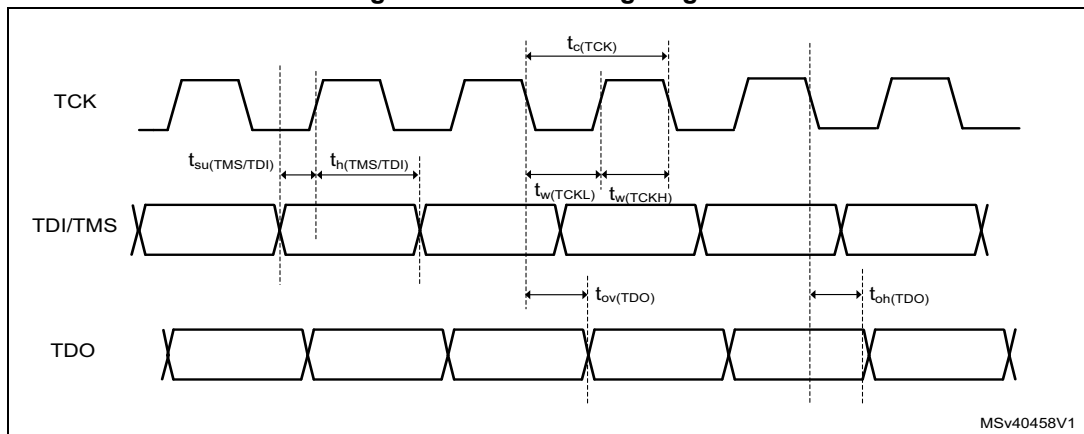 tc(TCK)
TCK
tsu(TMS/TDI)
th(TMS/TDI)
tw(TCKL)
tw(TCKH)
TDI/TMS
tov(TDO)
toh(TDO)
TDO
MSv40458V1